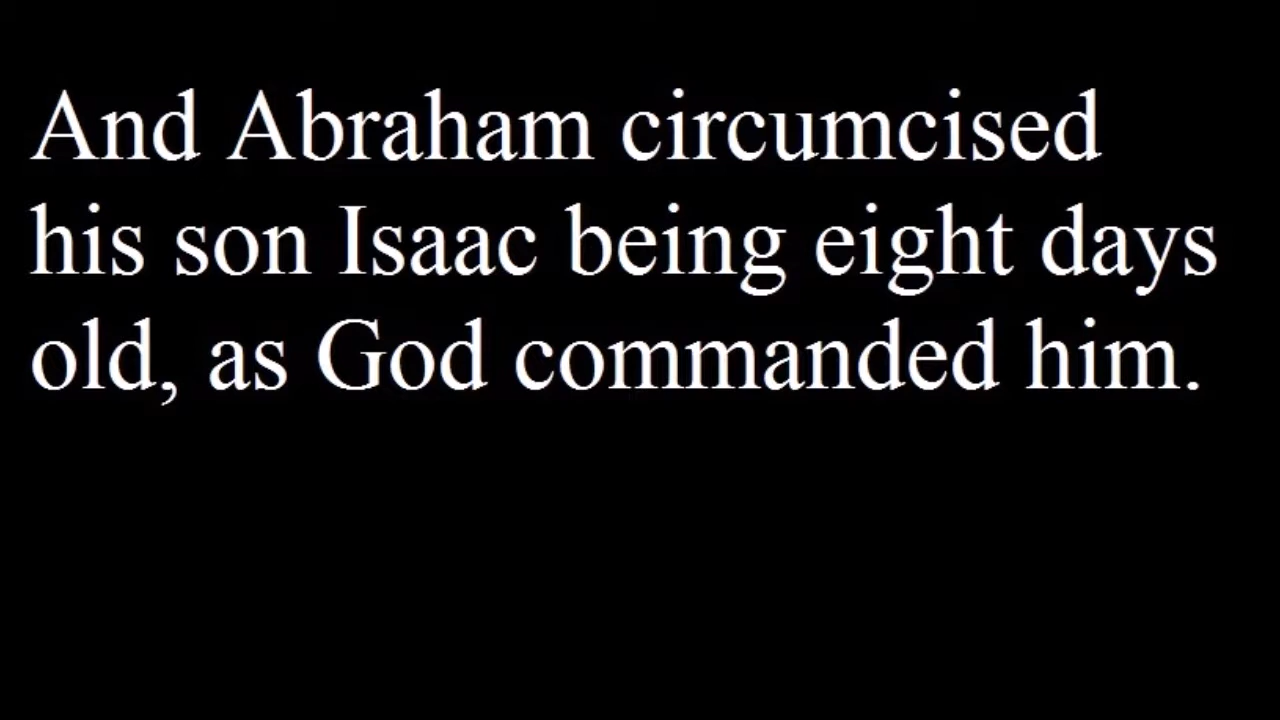 And Abraham circumcised
his son Isaac being eight days
old, as God commanded him.